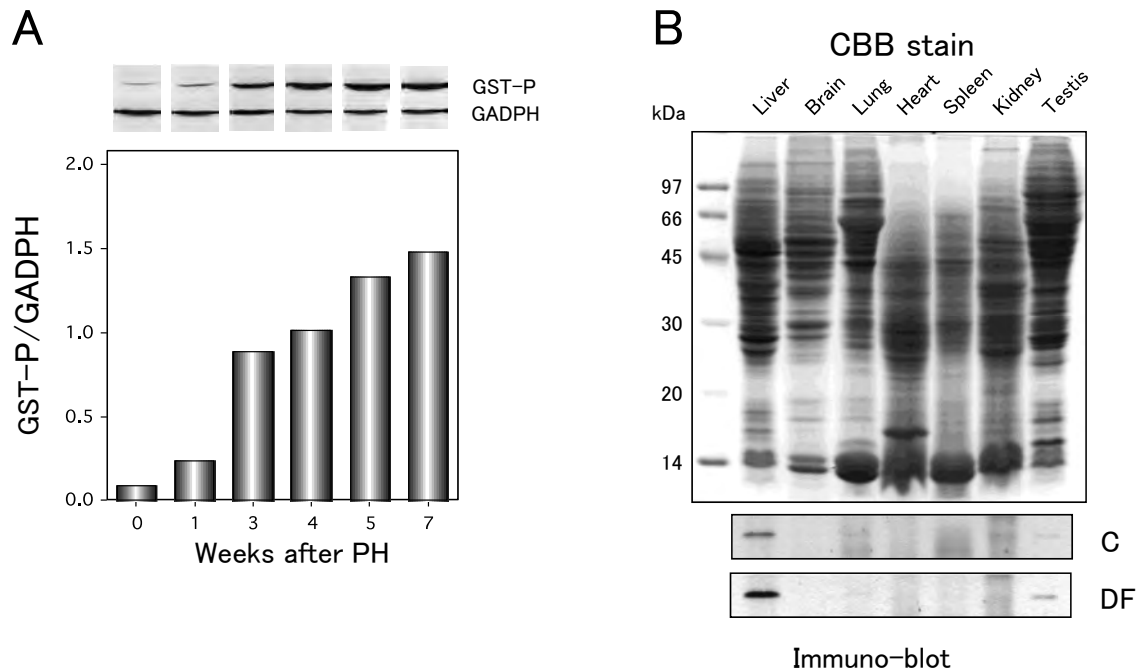 A
GST-P
GADPH
GST-P/GADPH
2.0
1.5
1.0
0.5
0.0
0 1 3 4 5 7
Weeks after PH
B
CBB stain
kDa Liver Brain Lung Heart Spleen Kidney Testis
97
66
45
30
20
14
C
DF
Immuno-blot